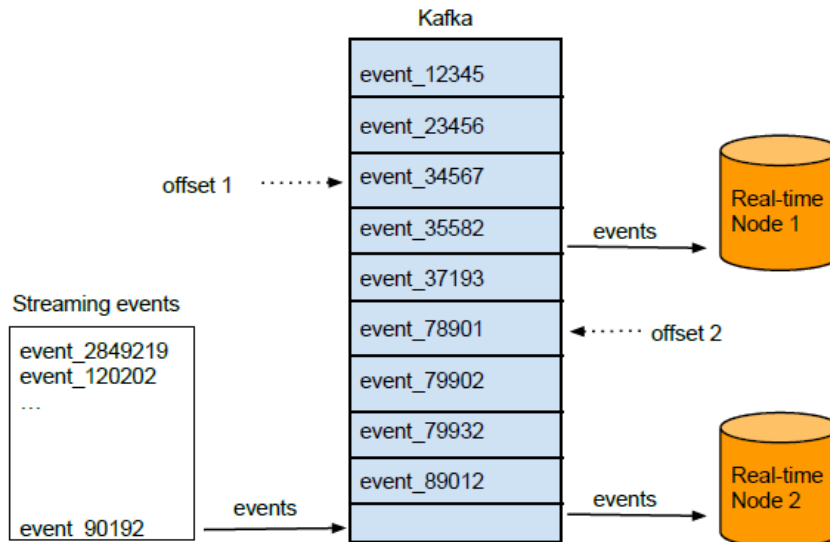 Kafka
event_12345
event_23456
offset 1
event_34567
Real-time
Node 1
event_35582
events
event_37193
Streaming events
event_78901
offset 2
event_2849219
event_120202
...
event_79902
event_79932
event_89012
Real-time
Node 2
events
events
event_90192